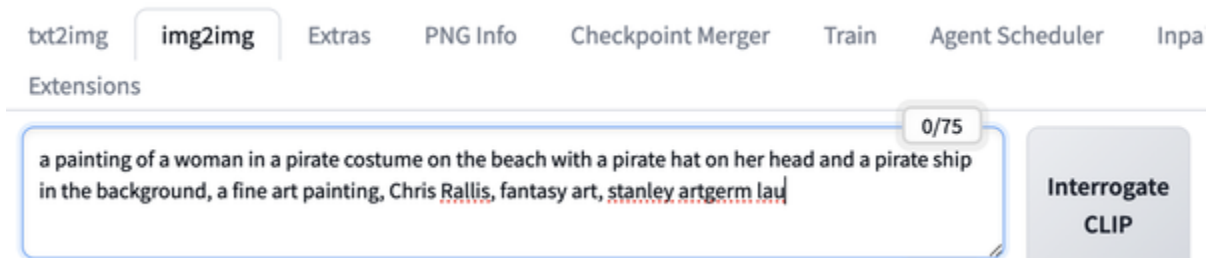 txt2img img2img Extras PNG Info Checkpoint Merger Train Agent Scheduler Inpa
Extensions
0/75
a painting of a woman in a pirate costume on the beach with a pirate hat on her head and a pirate ship
in the background, a fine art painting, Chris Rallis, fantasy art, stanley artgerm lau
Interrogate
CLIP